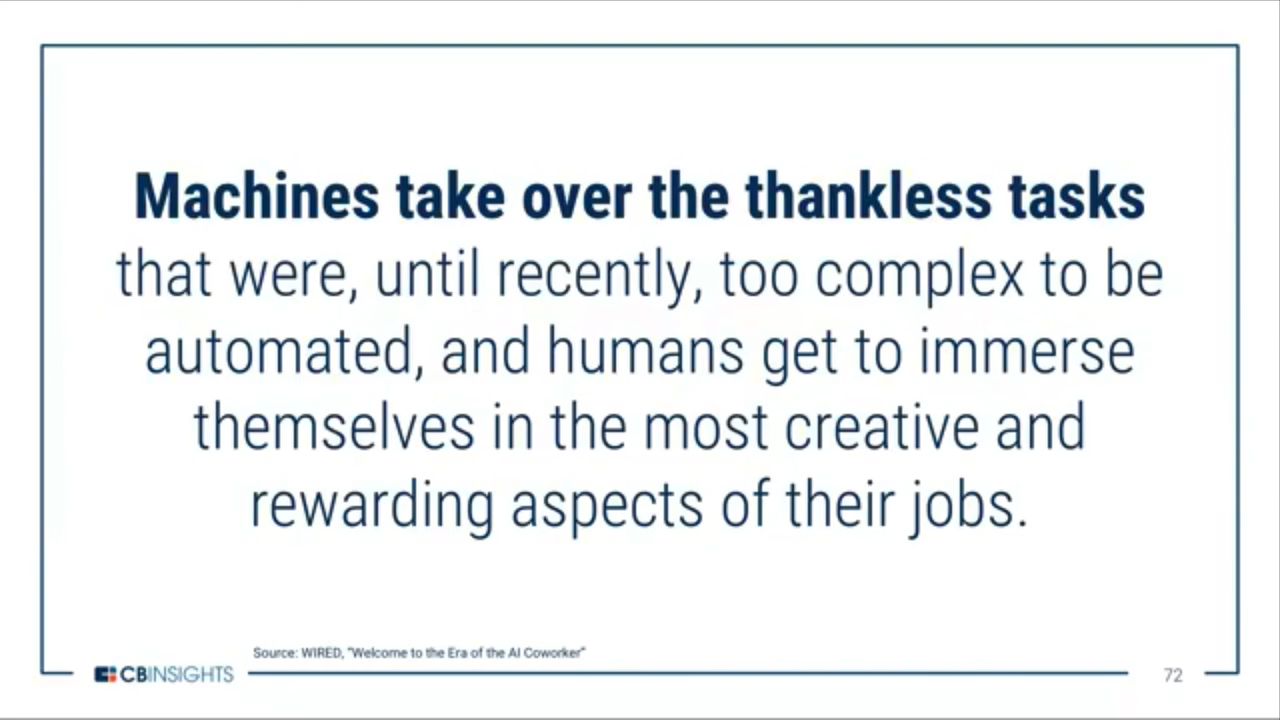 Machines take over the thankless tasks
that were, until recently, too complex to be
automated, and humans get to immerse
themselves in the most creative and
rewarding aspects of their jobs.
Source: WIRED, "Welcome to the Era of the AI Coworker"
CBINSIGHTS
72